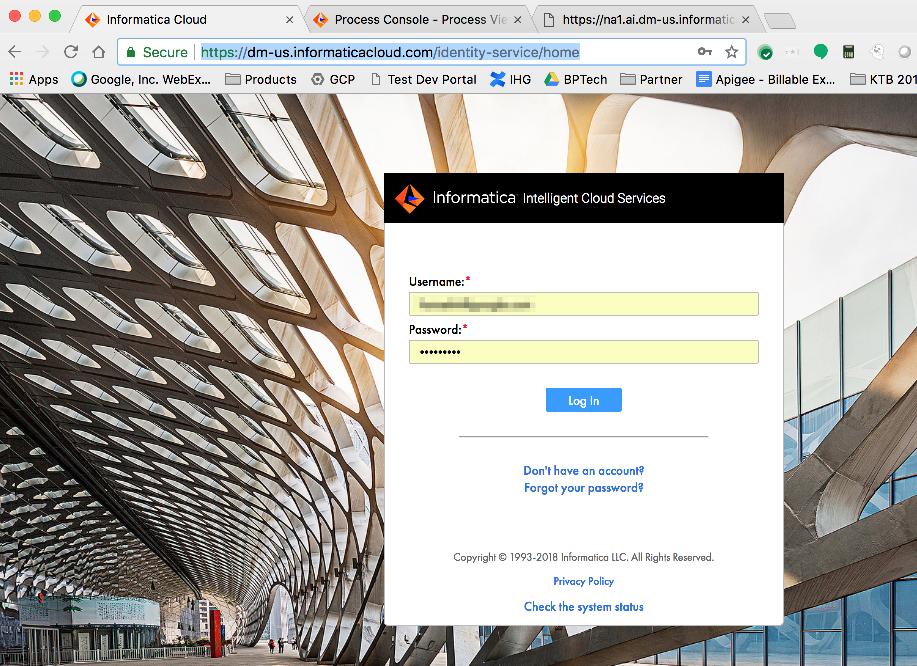 Informatica Cloud
Process Console - Process Vie
https://na1.ai.dm-us.informatic
Secure https://dm-us.informaticacloud.com/identity-service/home
Apps Google, Inc. WebEx... Products GCP Test Dev Portal IHG BPTech Partner Apigee - Billable Ex... KTB 201
Informatica Intelligent Cloud Services
Username:*
Password:*
Log In
Don't have an account?
Forgot your password?
Copyright © 1993-2018 Informatica LLC. All Rights Reserved.
Privacy Policy
Check the system status